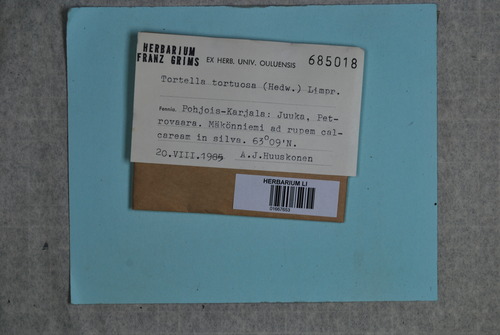 HERBARIUM
FRANZ GRIMS EX HERB. UNIV. OULUENSIS 685018
Tortella tortuosa (Hedw.) Limpr.
Fennia. Pohjois-Karjala: Juuka, Pet-
rovaara. Mäkönniemi ad rupem cal-
caream in silva. 63°09'N.
20.VIII.1985 A.J.Huuskonen
HERBARIUM LI
01667653